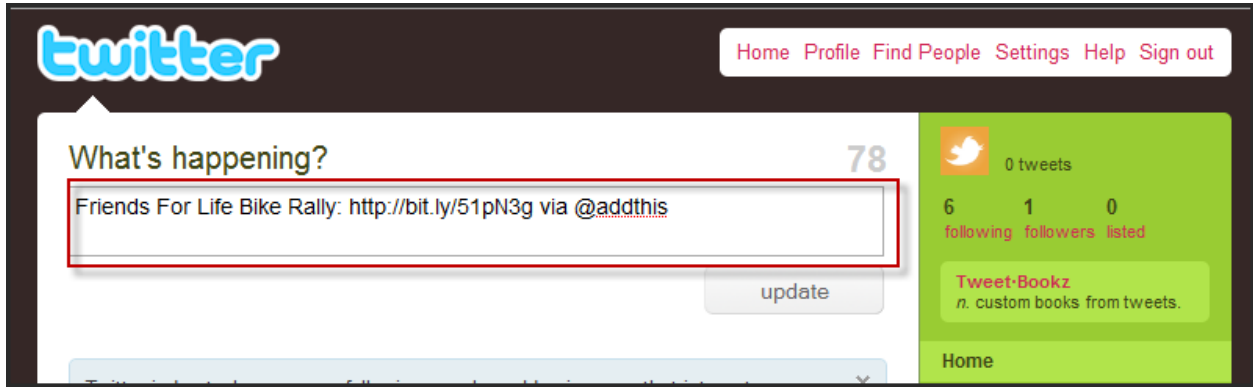 twitter
Home Profile Find People Settings Help Sign out
What's happening?
78
Friends For Life Bike Rally: http://bit.ly/51pN3g via @addthis
update
0 tweets
6 1 0
following followers listed
Tweet·Bookz
n. custom books from tweets.
Home